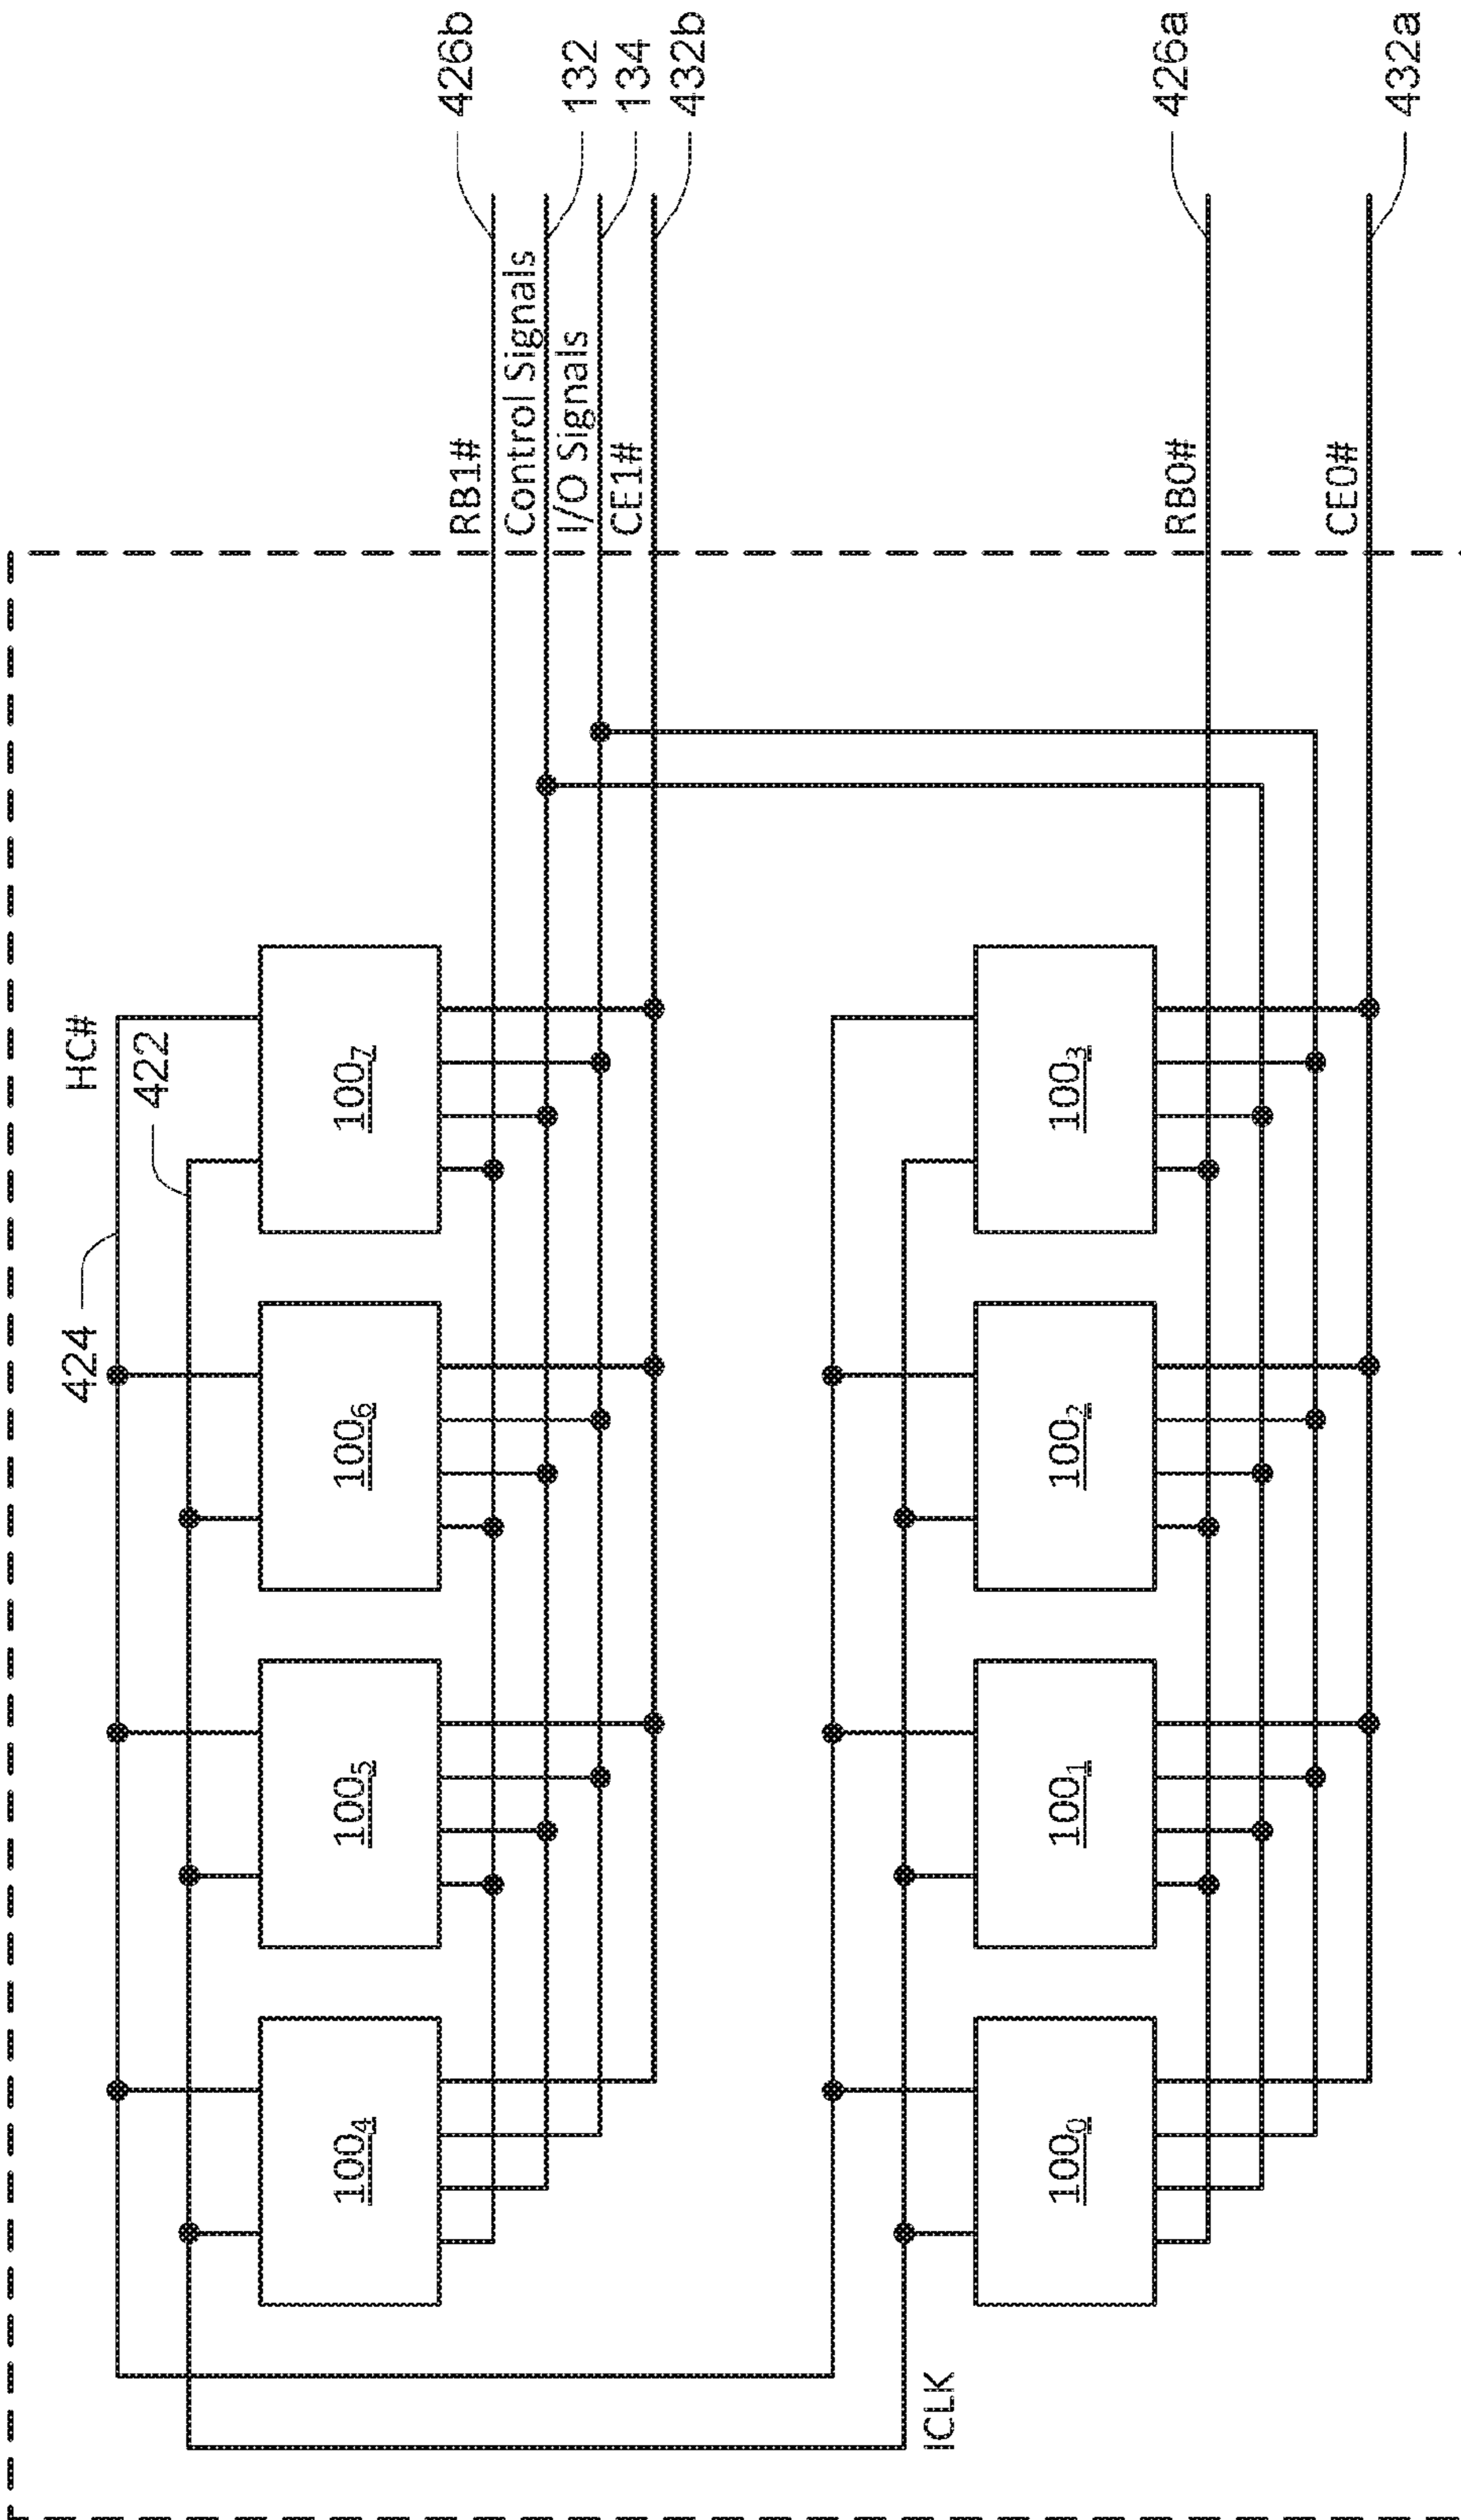 HC#
424
422
100₄
100₅
100₆
100₇
RB1#
426b
Control Signals
132
I/O Signals
134
CE1#
432b
100₀
100₁
100₂
100₃
ICLK
RB0#
426a
CE0#
432a